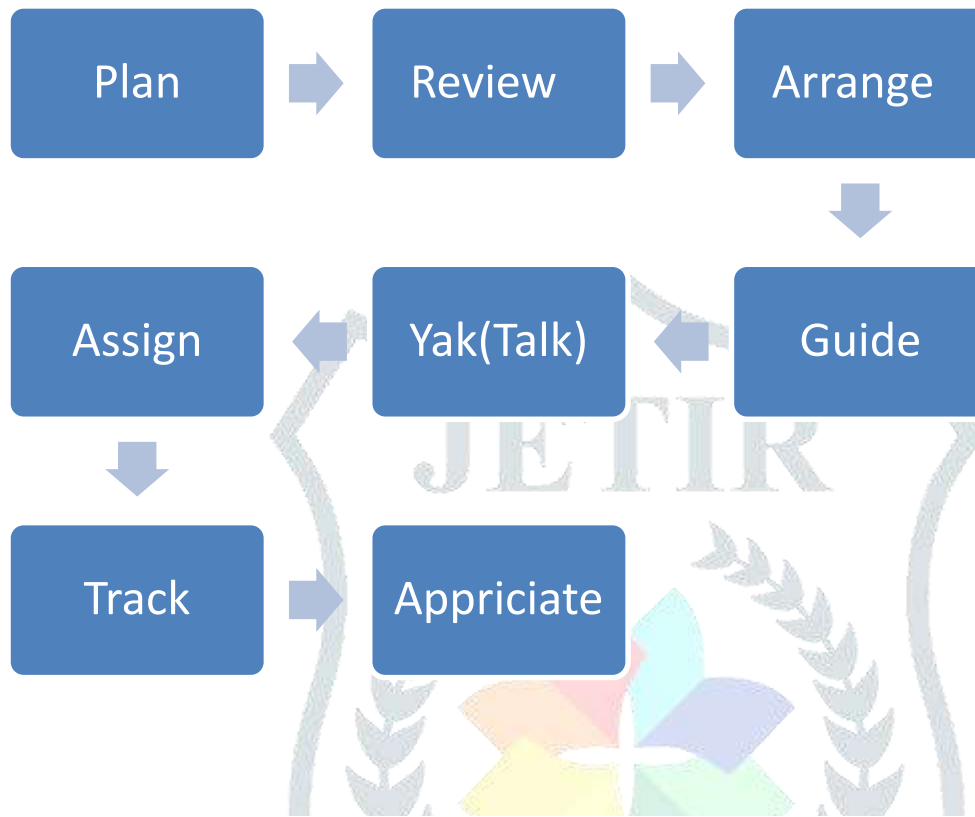 Plan
Review
Arrange
Guide
Yak(Talk)
Assign
JETIR
Track
Appriciate